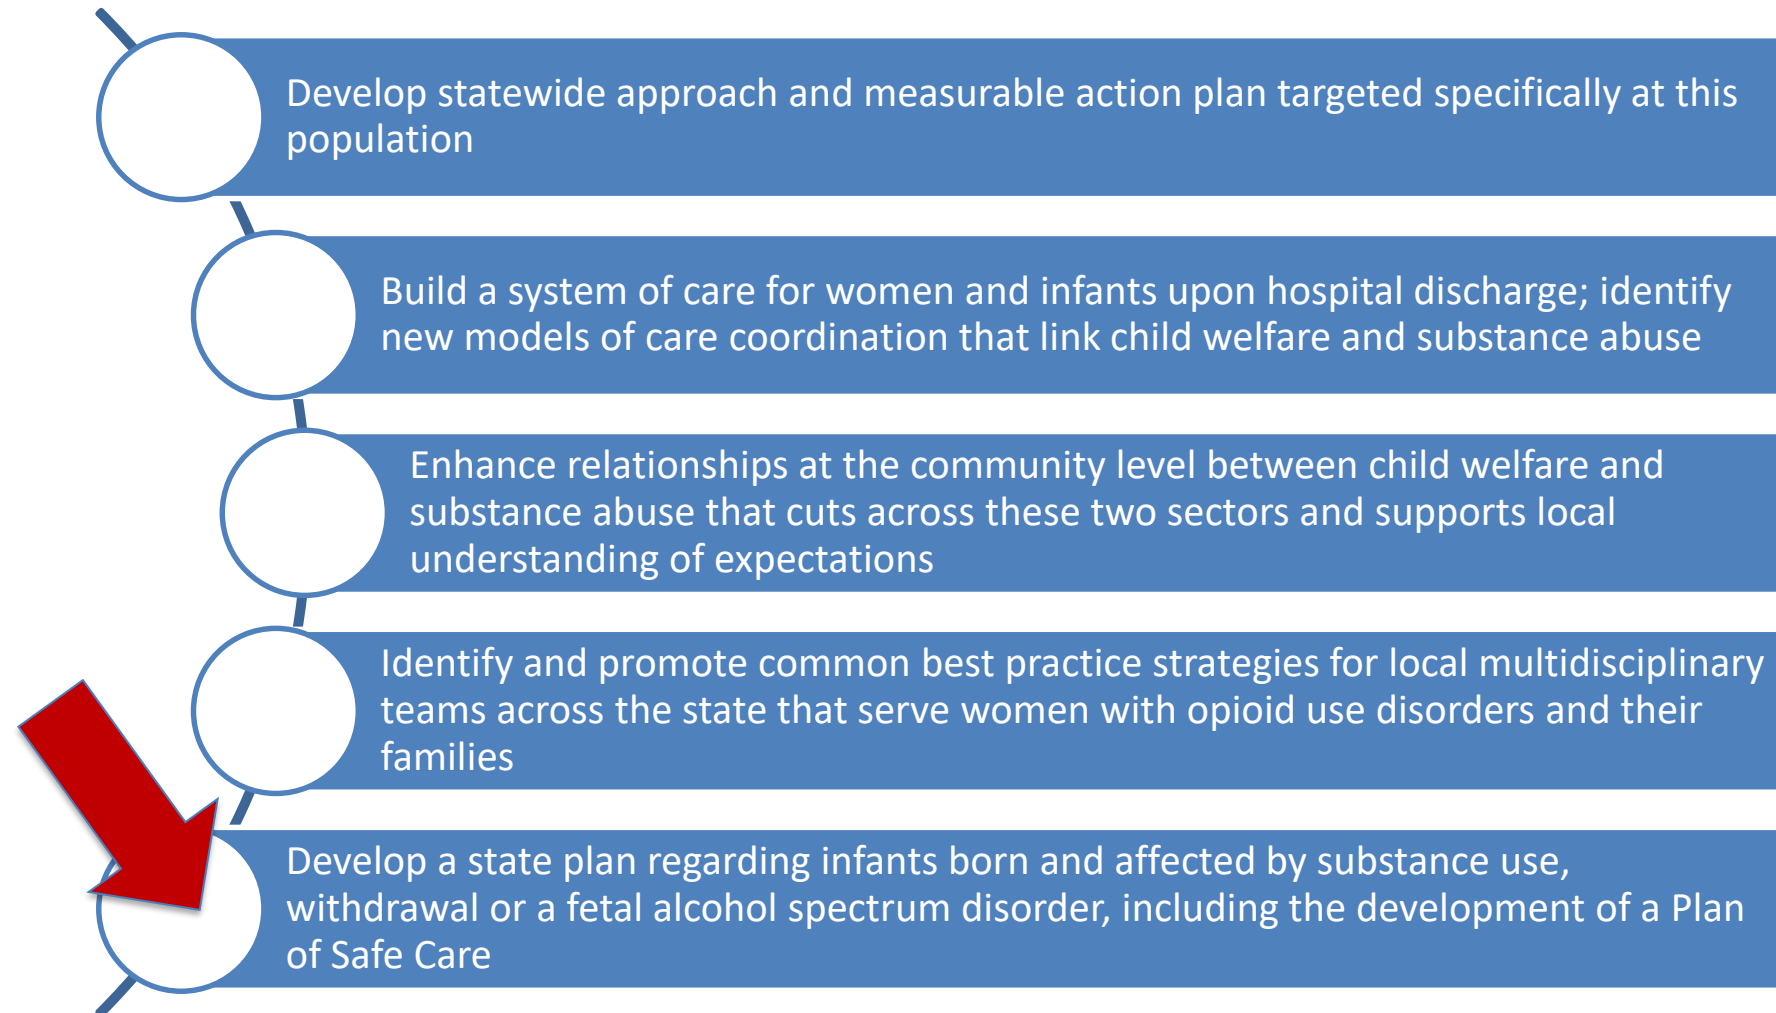 Develop statewide approach and measurable action plan targeted specifically at this
population
Build a system of care for women and infants upon hospital discharge; identify
new models of care coordination that link child welfare and substance abuse
Enhance relationships at the community level between child welfare and
substance abuse that cuts across these two sectors and supports local
understanding of expectations
Identify and promote common best practice strategies for local multidisciplinary
teams across the state that serve women with opioid use disorders and their
families
Develop a state plan regarding infants born and affected by substance use,
withdrawal or a fetal alcohol spectrum disorder, including the development of a Plan
of Safe Care